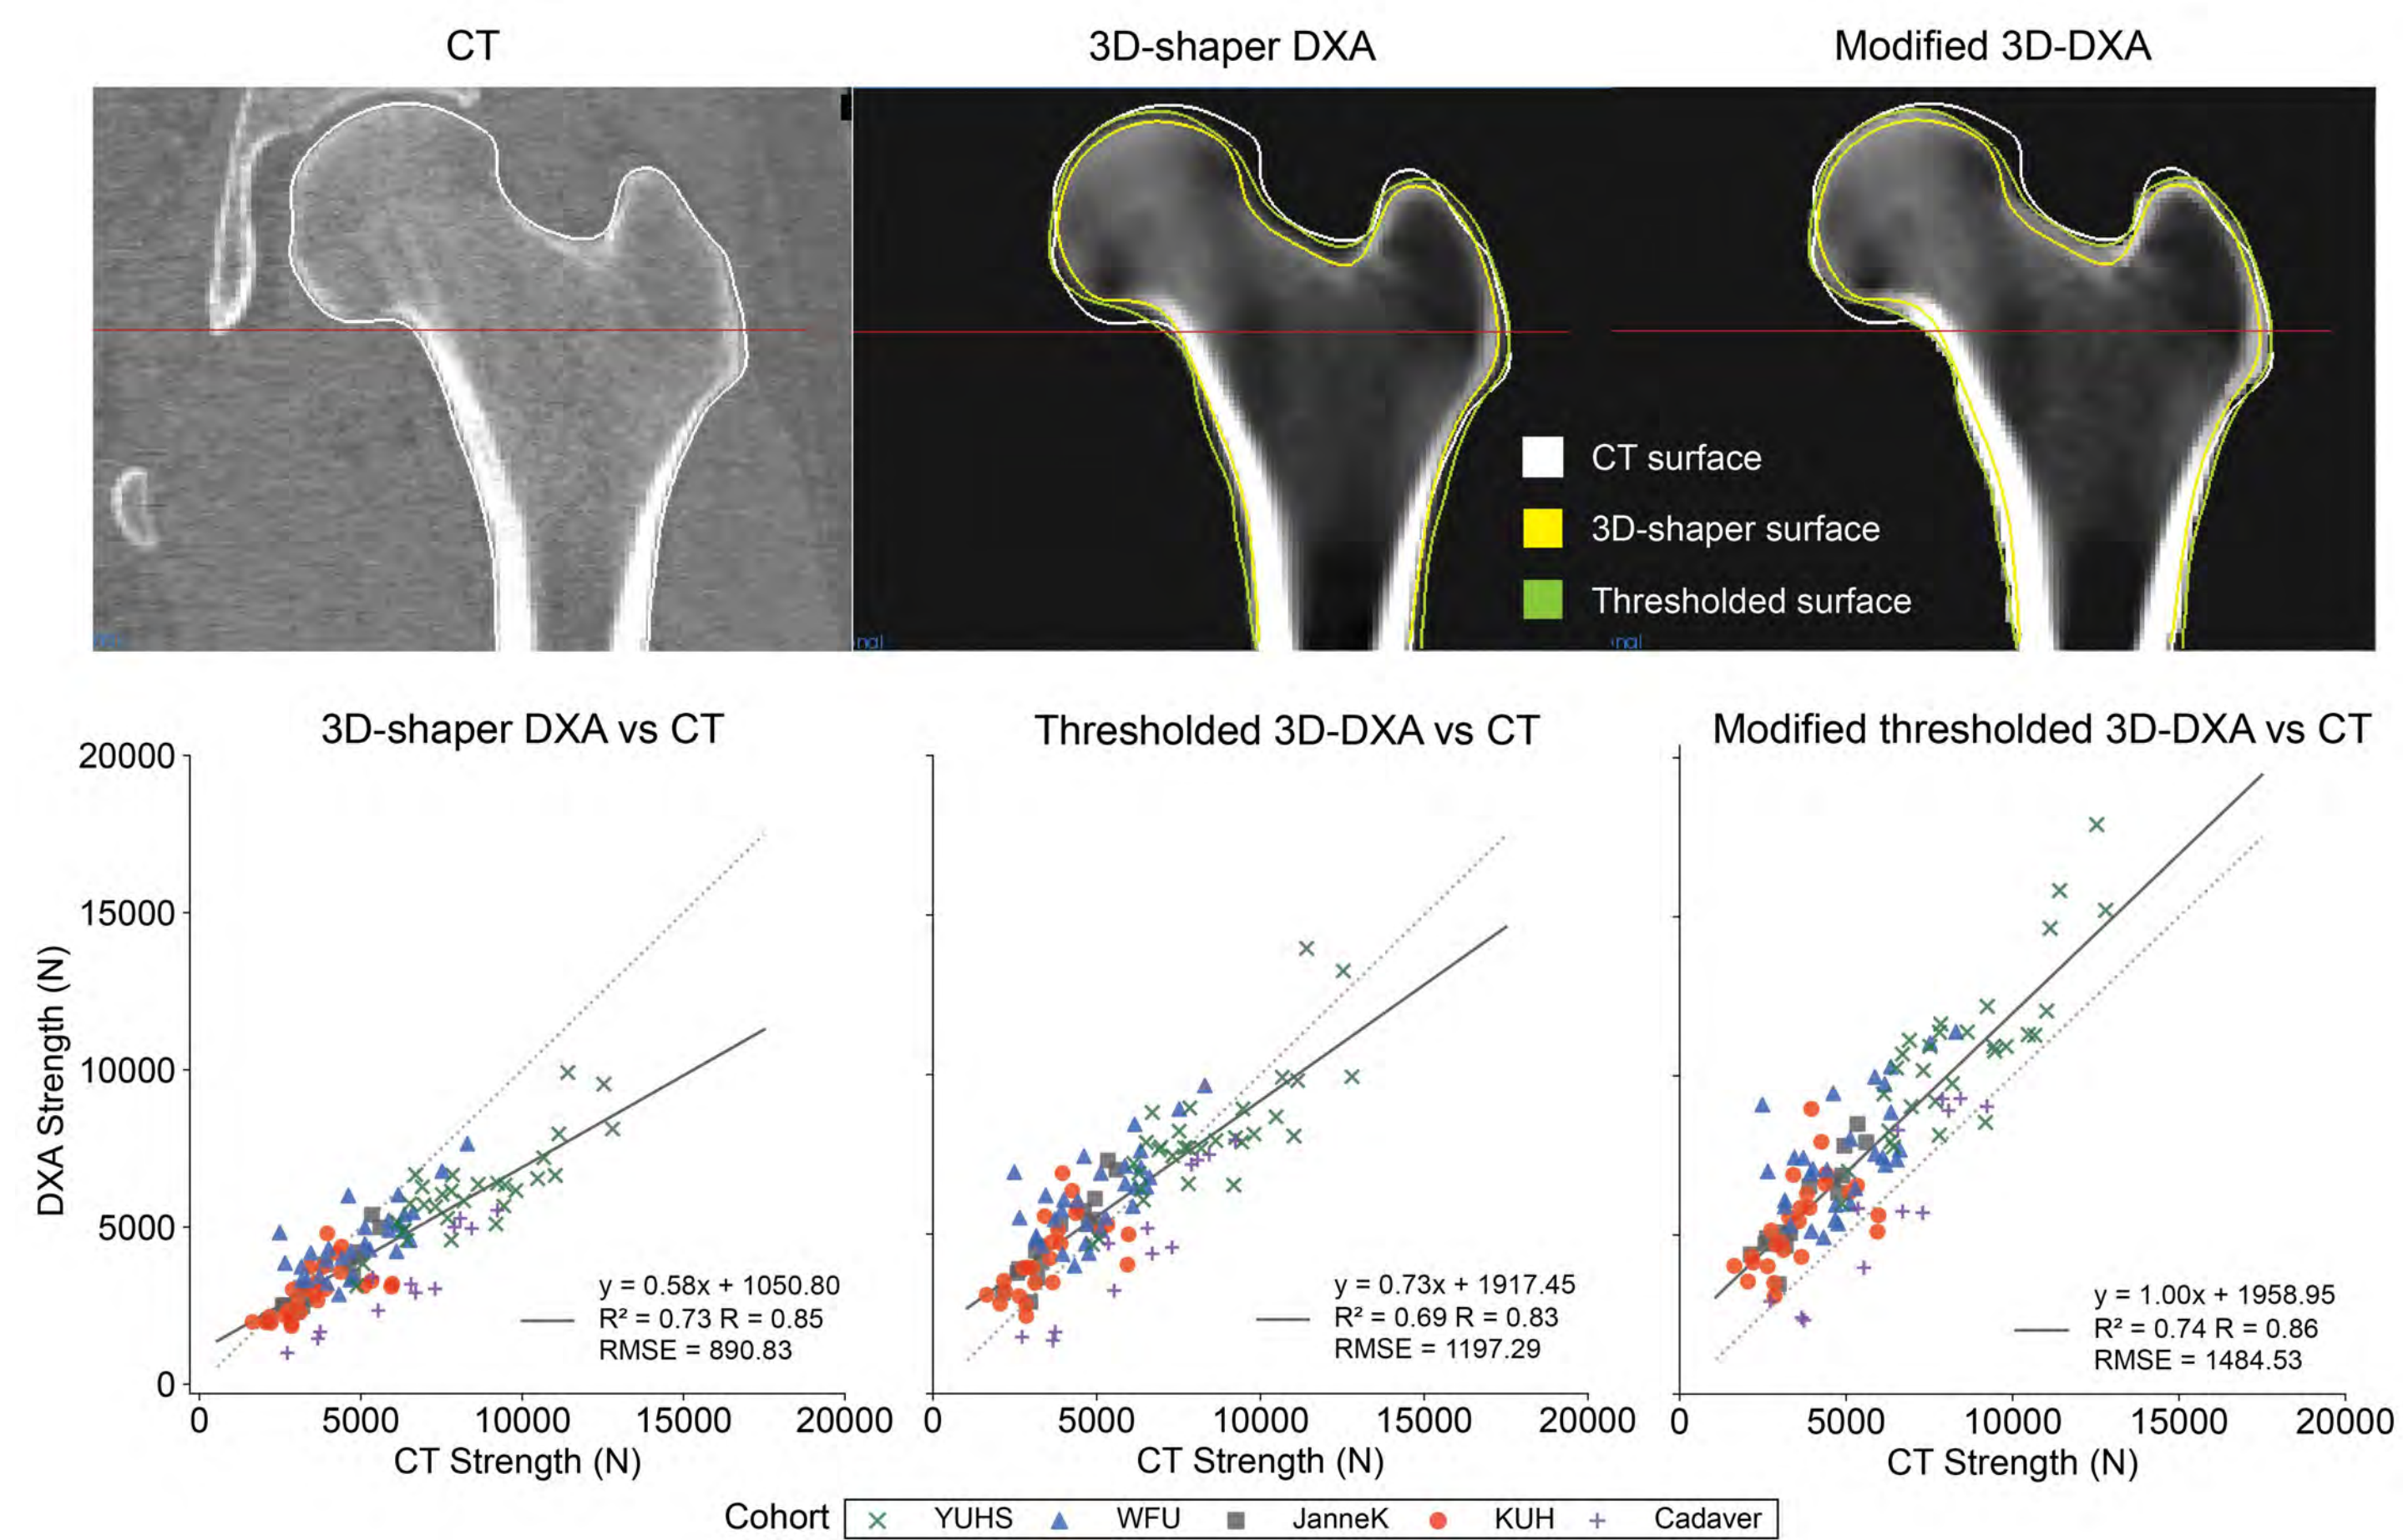 CT
3D-shaper DXA
Modified 3D-DXA
CT surface
3D-shaper surface
Thresholded surface
nal
nal
3D-shaper DXA vs CT
Thresholded 3D-DXA vs CT
Modified thresholded 3D-DXA vs CT
DXA Strength (N)
20000
15000
10000
5000
0
y = 0.58x + 1050.80
R² = 0.73 R = 0.85
RMSE = 890.83
y = 0.73x + 1917.45
R² = 0.69 R = 0.83
RMSE = 1197.29
y = 1.00x + 1958.95
R² = 0.74 R = 0.86
RMSE = 1484.53
0 5000 10000 15000 20000
0 5000 10000 15000 20000
0 5000 10000 15000 20000
CT Strength (N)
CT Strength (N)
CT Strength (N)
Cohort YUHS WFU JanneK KUH Cadaver